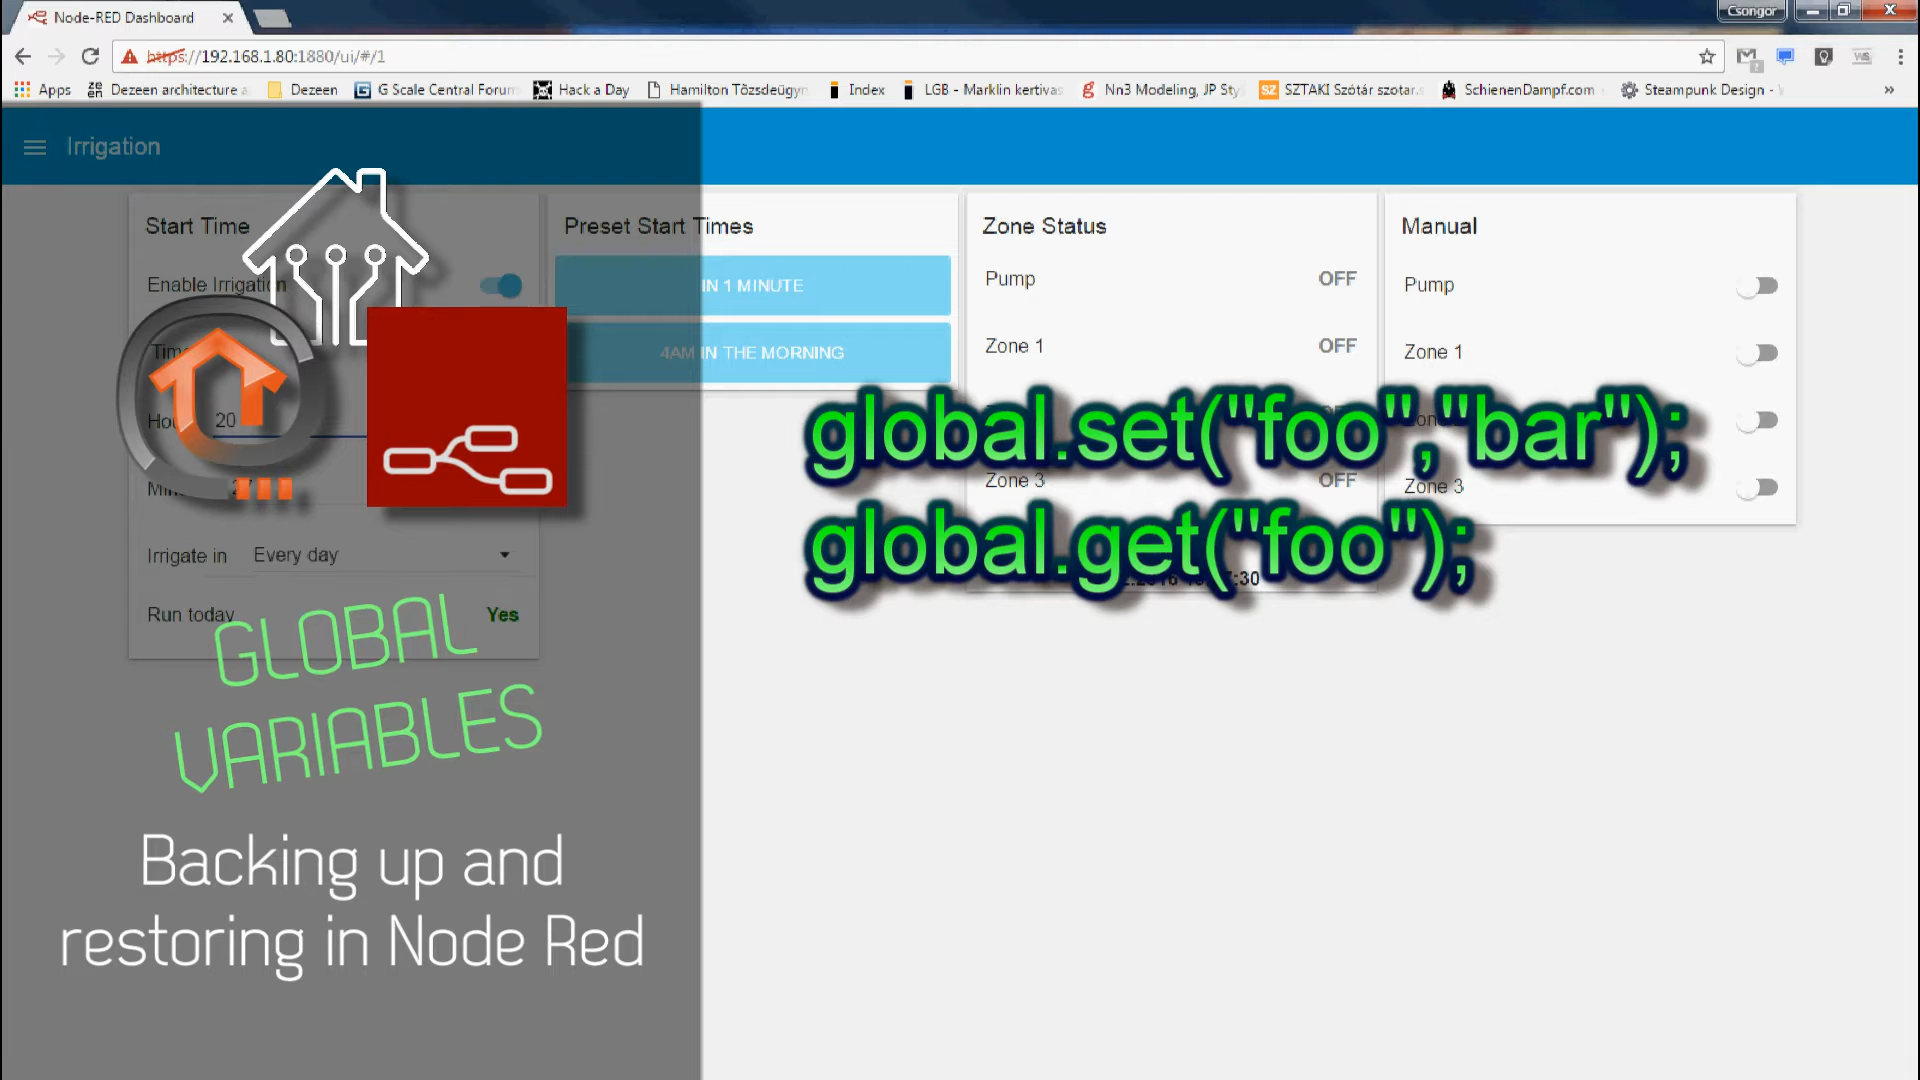 Node-RED Dashboard
Csongor
https://192.168.1.80:1880/ui/#/1
Apps
Dezeen architecture a
Dezeen
G Scale Central Forum
Hack a Day
Hamilton Tőzsdeügyn
Index
LGB - Marklin kertivas
Nn3 Modeling, JP Sty
SZTAKI Szótár szotar.s
SchienenDampf.com
Steampunk Design -
Irrigation
Start Time
Enable Irrigation
20
Irrigate in
Every day
Run today
Yes
Preset Start Times
IN 1 MINUTE
4AM IN THE MORNING
Zone Status
Pump
OFF
Zone 1
OFF
Zone 3
OFF
Manual
Pump
Zone 1
Zone 3
global.set("foo","bar");
global.get("foo");
GLOBAL
VARIABLES
Backing up and
restoring in Node Red